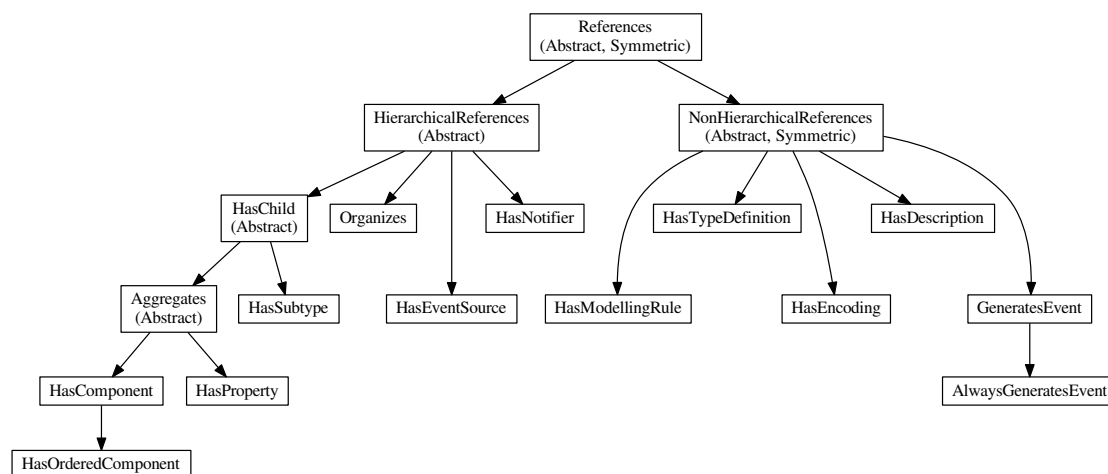 References
(Abstract, Symmetric)
HierarchicalReferences
(Abstract)
NonHierarchicalReferences
(Abstract, Symmetric)
HasChild
(Abstract)
Organizes
HasNotifier
HasTypeDefinition
HasDescription
Aggregates
(Abstract)
HasSubtype
HasEventSource
HasModellingRule
HasEncoding
GeneratesEvent
HasComponent
HasProperty
AlwaysGeneratesEvent
HasOrderedComponent